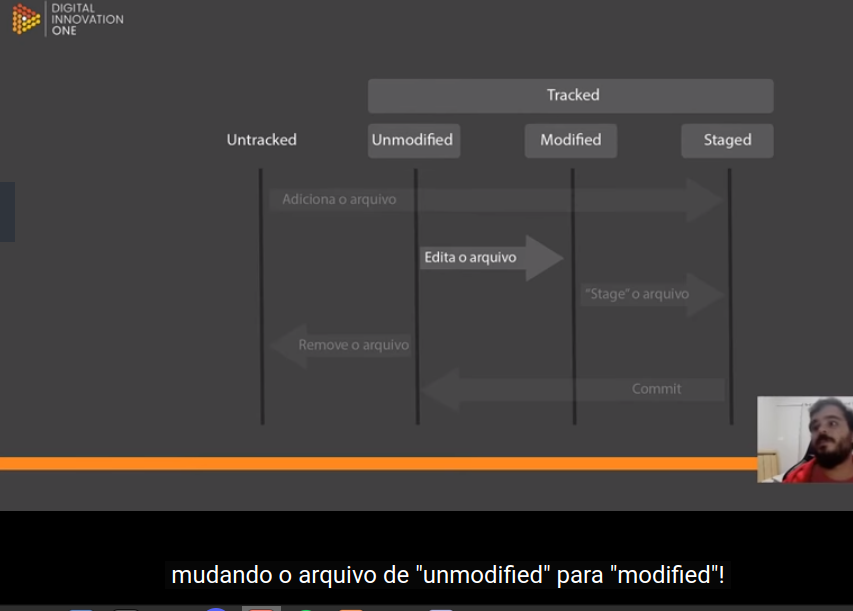 DIGITAL
INNOVATION
ONE
Tracked
Untracked Unmodified Modified Staged
Adiciona o arquivo
Edita o arquivo
"Stage" o arquivo
Remove o arquivo
Commit
mudando o arquivo de "unmodified" para "modified"!